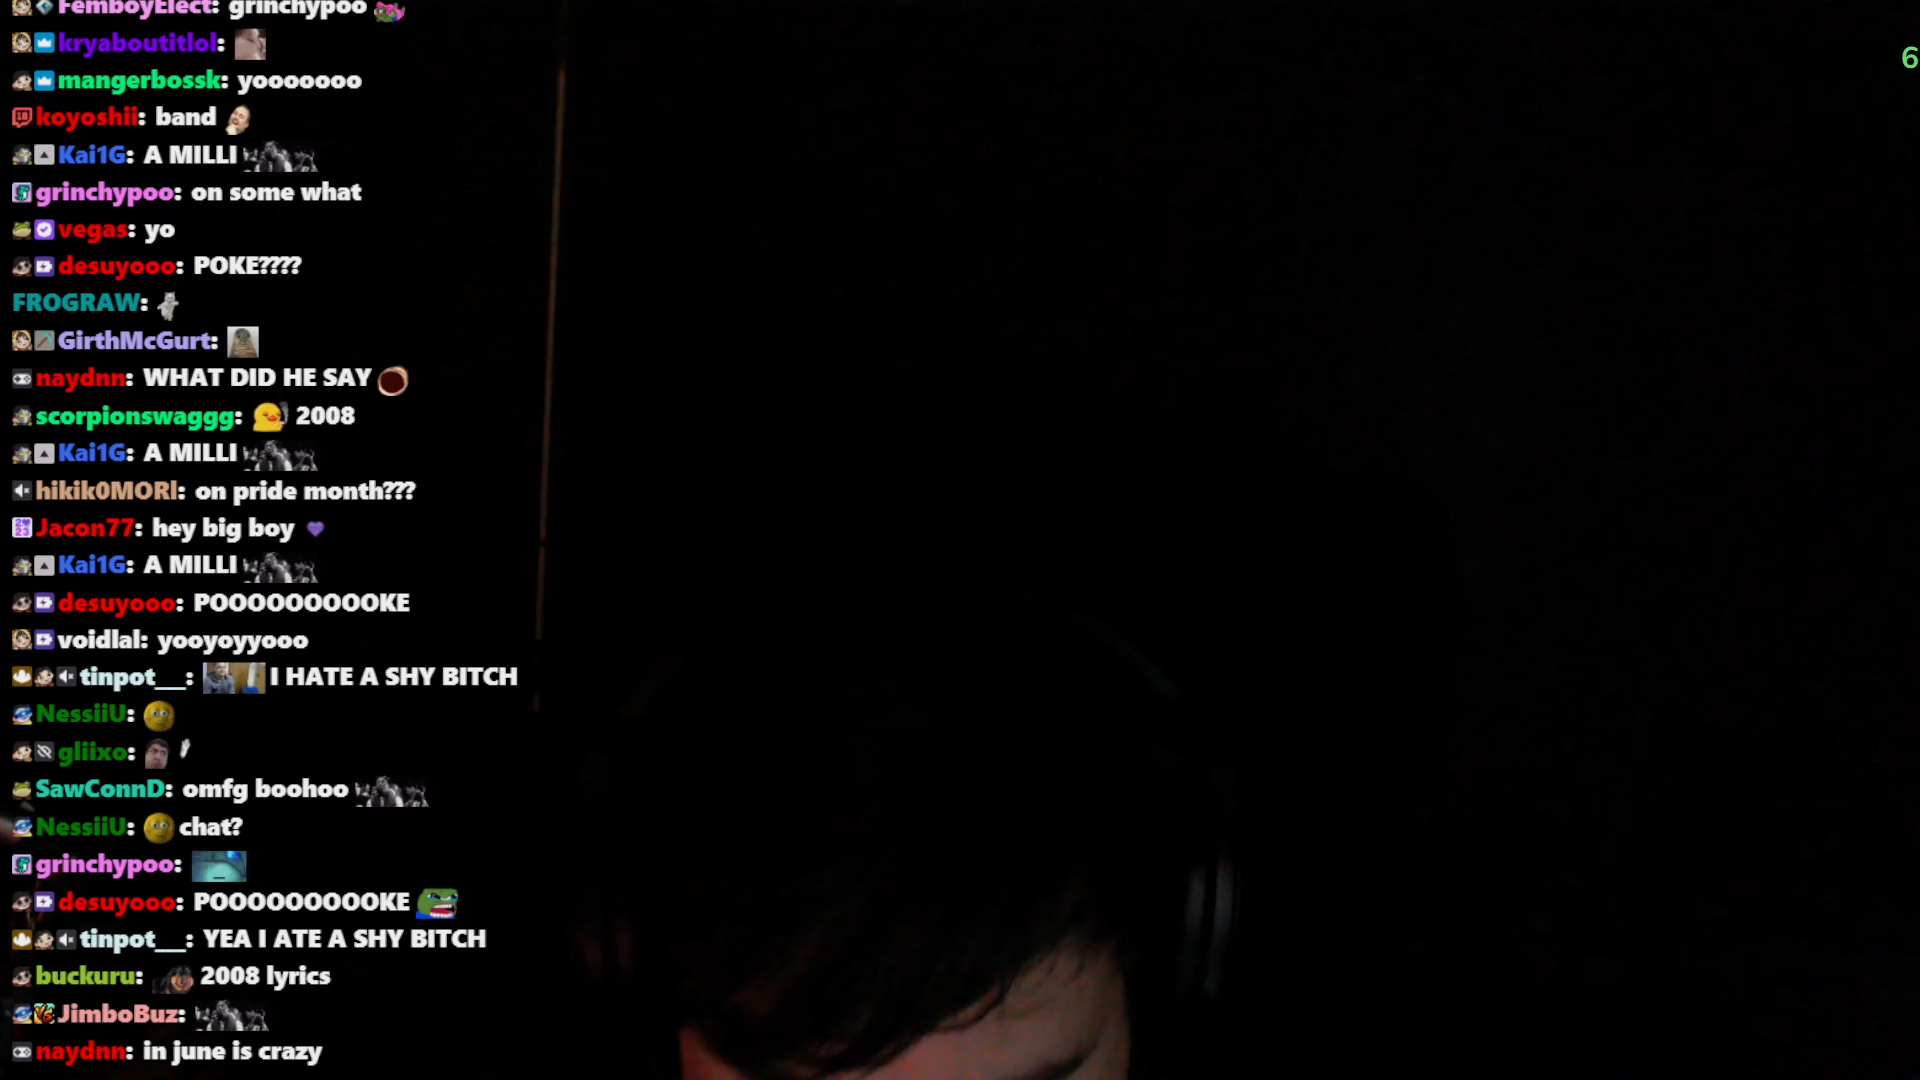 FemboyElect: grinchypoo
6
kryaboutitlol:
mangerbossk: yooooooo
koyoshii: band
Kai1G: A MILLI
grinchypoo: on some what
vegas: yo
desuyooo: POKE????
FROGRAW:
GirthMcGurt:
naydnn: WHAT DID HE SAY
scorpionswaggg: 2008
Kai1G: A MILLI
hikik0MORl: on pride month???
Jacon77: hey big boy
Kai1G: A MILLI
desuyooo: POOOOOOOOOOKE
voidlal: yooyoyyooo
tinpot__: I HATE A SHY BITCH
NessiiU:
gliixo:
SawConnD: omfg boohoo
NessiiU: chat?
grinchypoo:
desuyooo: POOOOOOOOOOKE
tinpot__: YEA I ATE A SHY BITCH
buckuru: 2008 lyrics
JimboBuz:
naydnn: in june is crazy